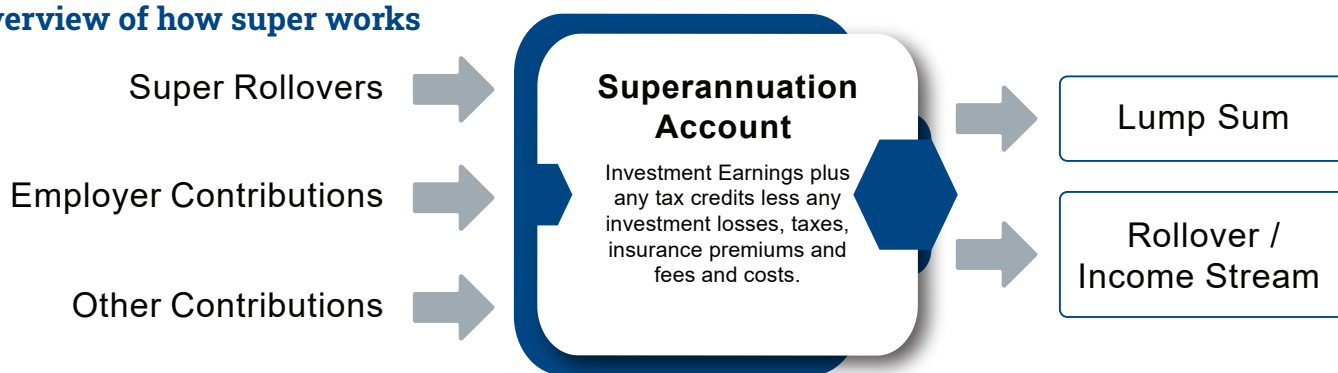 verview of how super works
Super Rollovers
Employer Contributions
Other Contributions
Superannuation
Account
Investment Earnings plus
any tax credits less any
investment losses, taxes,
insurance premiums and
fees and costs.
Lump Sum
Rollover /
Income Stream